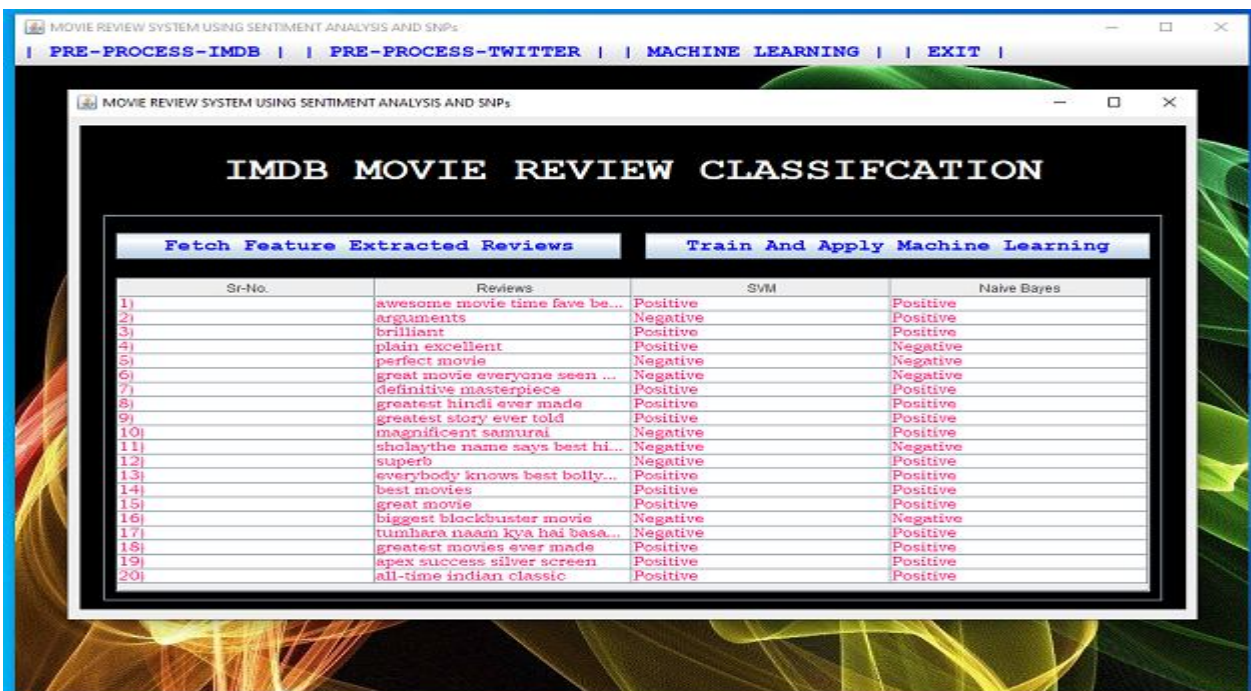 MOVIE REVIEW SYSTEM USING SENTIMENT ANALYSIS AND SNPs
| PRE-PROCESS-IMDB | | PRE-PROCESS-TWITTER | | MACHINE LEARNING | | EXIT |
MOVIE REVIEW SYSTEM USING SENTIMENT ANALYSIS AND SNPs
IMDB MOVIE REVIEW CLASSIFCATION
Fetch Feature Extracted Reviews Train And Apply Machine Learning
Sr-No. Reviews SVM Naive Bayes
1) awesome movie time fave be... Positive Positive
2) arguments Negative Positive
3) brilliant Positive Positive
4) plain excellent Positive Negative
5) perfect movie Negative Negative
6) great movie everyone seen ... Negative Negative
7) definitive masterpiece Positive Positive
8) greatest hindi ever made Positive Positive
9) greatest story ever told Positive Positive
10) magnificent samurai Negative Positive
11) sholaythe name says best hi... Negative Negative
12) superb Negative Positive
13) everybody knows best bolly... Positive Positive
14) best movies Positive Positive
15) great movie Positive Positive
16) biggest blockbuster movie Negative Negative
17) tumhara naam kya hai basa... Negative Positive
18) greatest movies ever made Positive Positive
19) apex success silver screen Positive Positive
20) all-time indian classic Positive Positive